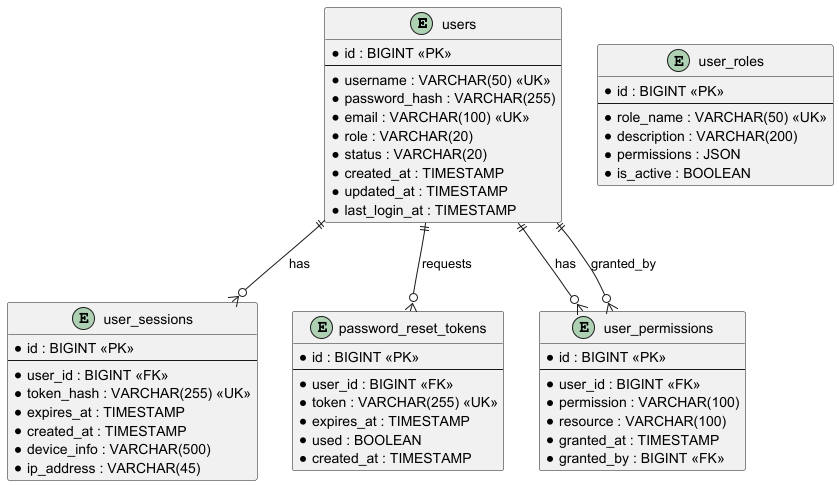 E users
* id : BIGINT «PK»
* username : VARCHAR(50) «UK»
* password_hash : VARCHAR(255)
* email : VARCHAR(100) «UK»
* role : VARCHAR(20)
* status : VARCHAR(20)
* created_at : TIMESTAMP
* updated_at : TIMESTAMP
* last_login_at : TIMESTAMP
E user_roles
* id : BIGINT «PK»
* role_name : VARCHAR(50) «UK»
* description : VARCHAR(200)
* permissions : JSON
* is_active : BOOLEAN
has
requests
has
granted_by
E user_sessions
* id : BIGINT «PK»
* user_id : BIGINT «FK»
* token_hash : VARCHAR(255) «UK»
* expires_at : TIMESTAMP
* created_at : TIMESTAMP
* device_info : VARCHAR(500)
* ip_address : VARCHAR(45)
E password_reset_tokens
* id : BIGINT «PK»
* user_id : BIGINT «FK»
* token : VARCHAR(255) «UK»
* expires_at : TIMESTAMP
* used : BOOLEAN
* created_at : TIMESTAMP
E user_permissions
* id : BIGINT «PK»
* user_id : BIGINT «FK»
* permission : VARCHAR(100)
* resource : VARCHAR(100)
* granted_at : TIMESTAMP
* granted_by : BIGINT «FK»